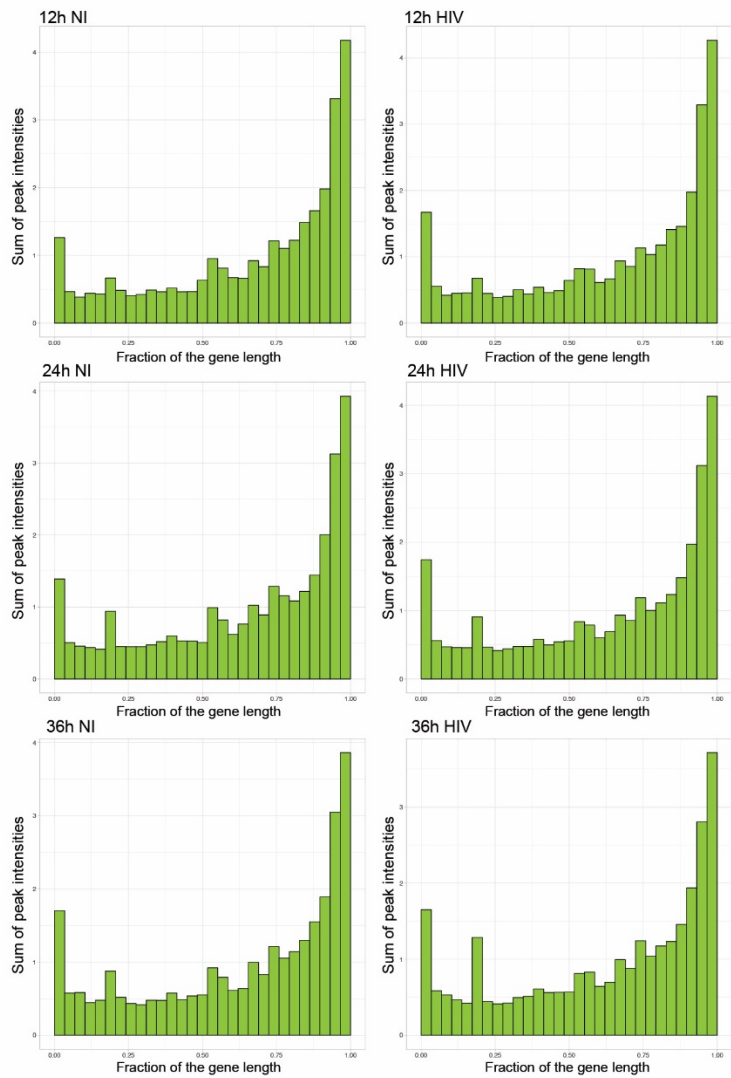 12h NI
12h HIV
Sum of peak intensities
4
3
2
1
0
0.00 0.25 0.50 0.75 1.00
Fraction of the gene length
Sum of peak intensities
4
3
2
1
0
0.00 0.25 0.50 0.75 1.00
Fraction of the gene length
24h NI
24h HIV
Sum of peak intensities
4
3
2
1
0
0.00 0.25 0.50 0.75 1.00
Fraction of the gene length
Sum of peak intensities
4
3
2
1
0
0.00 0.25 0.50 0.75 1.00
Fraction of the gene length
36h NI
36h HIV
Sum of peak intensities
4
3
2
1
0
0.00 0.25 0.50 0.75 1.00
Fraction of the gene length
Sum of peak intensities
3
2
1
0
0.00 0.25 0.50 0.75 1.00
Fraction of the gene length